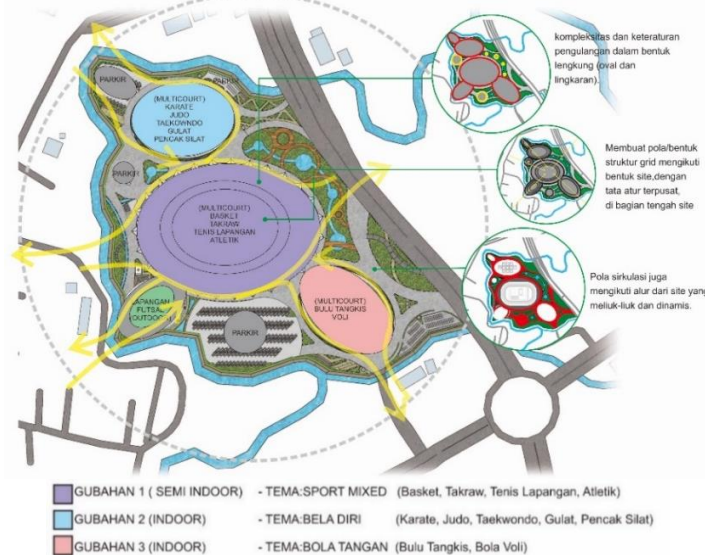 kompleksitas dan keteraturan
pengulangan dalam bentuk
lengkung (oval dan
lingkaran).
PARKIR
PARKIR
(MULTICOURT)
KARATE
JUDO
TAEKOWNDO
GULAT
PENCAK SILAT
Membuat pola/bentuk
struktur grid mengikuti
bentuk site,dengan
tata atur terpusat,
di bagian tengah site
PARKIR
(MULTICOURT)
BASKET
TAKRAW
TENIS LAPANGAN
ATLETIK
Pola sirkulasi juga
mengikuti alur dari site yang
meliuk-liuk dan dinamis.
LAPANGAN
FUTSAL
(OUTDOOR)
(MULTICOURT)
BULU TANGKIS
VOLI
PARKIR
GUBAHAN 1 ( SEMI INDOOR) - TEMA:SPORT MIXED (Basket, Takraw, Tenis Lapangan, Atletik)
GUBAHAN 2 (INDOOR) - TEMA:BELA DIRI (Karate, Judo, Taekwondo, Gulat, Pencak Silat)
GUBAHAN 3 (INDOOR) - TEMA:BOLA TANGAN (Bulu Tangkis, Bola Voli)